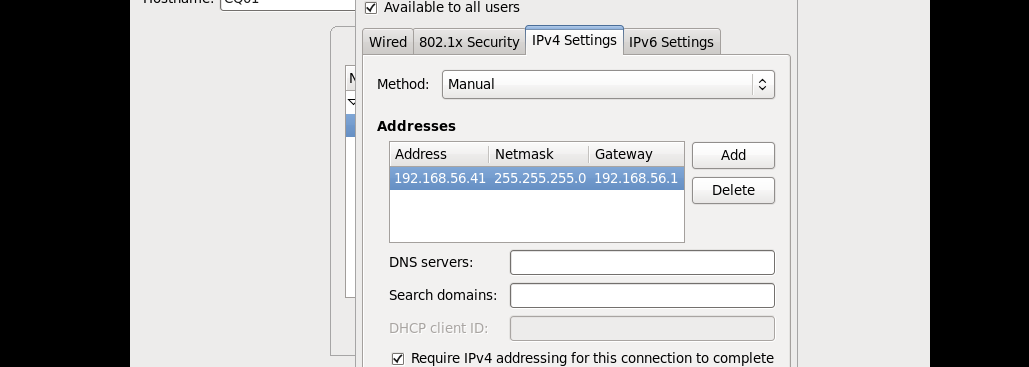 Hostname: CQ01
Available to all users
Wired 802.1x Security IPv4 Settings IPv6 Settings
Method: Manual
Addresses
Address Netmask Gateway
Add
192.168.56.41 255.255.255.0 192.168.56.1
Delete
DNS servers:
Search domains:
DHCP client ID:
Require IPv4 addressing for this connection to complete